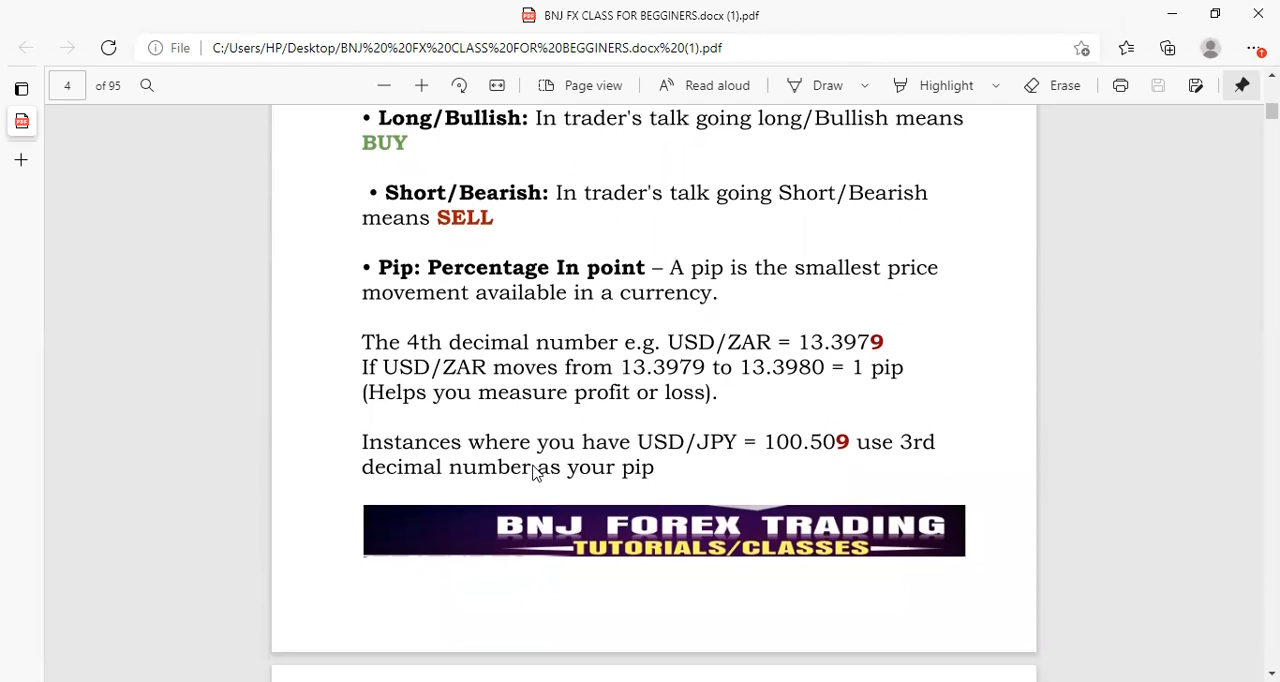 BNJ FX CLASS FOR BEGGINERS.docx (1).pdf
File C:/Users/HP/Desktop/BNJ%20%20FX%20CLASS%20FOR%20BEGGINERS.docx%20(1).pdf
4 of 95 Page view Read aloud Draw Highlight Erase
• Long/Bullish: In trader's talk going long/Bullish means
BUY
• Short/Bearish: In trader's talk going Short/Bearish
means SELL
• Pip: Percentage In point – A pip is the smallest price
movement available in a currency.
The 4th decimal number e.g. USD/ZAR = 13.3979
If USD/ZAR moves from 13.3979 to 13.3980 = 1 pip
(Helps you measure profit or loss).
Instances where you have USD/JPY = 100.509 use 3rd
decimal number as your pip
BNJ FOREX TRADING
TUTORIALS/CLASSES